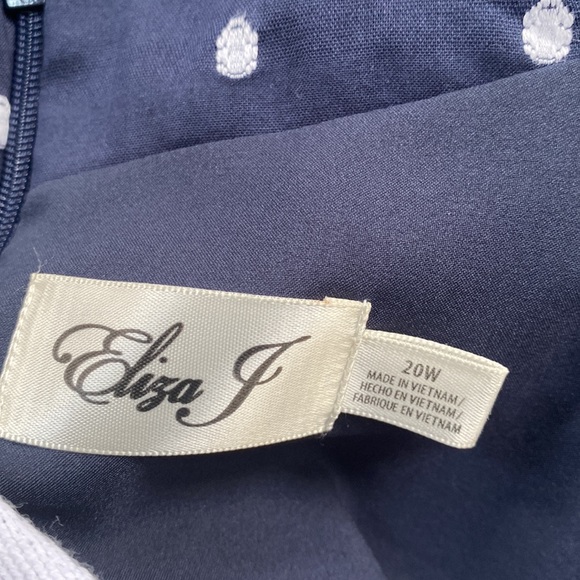 Eliza J
20W
MADE IN VIETNAM/
HECHO EN VIETNAM/
FABRIQUE EN VIETNAM